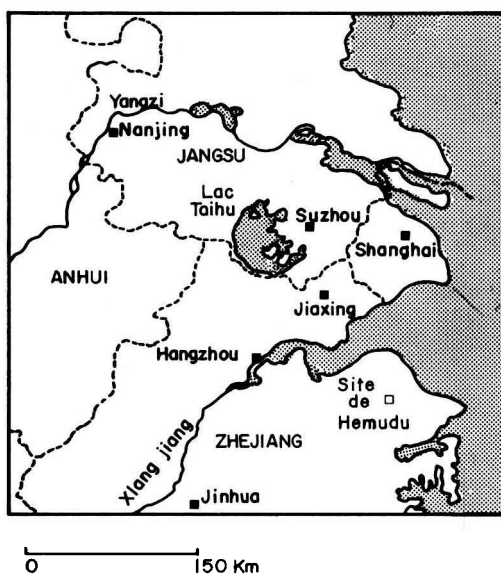 Yangzi
Nanjing
JANGSU
Lac
Taihu
Suzhou
Shanghai
ANHUI
Jiaxing
Hangzhou
Site
de
Hemudu
ZHEJIANG
Xiang jiang
Jinhua
0 150 Km